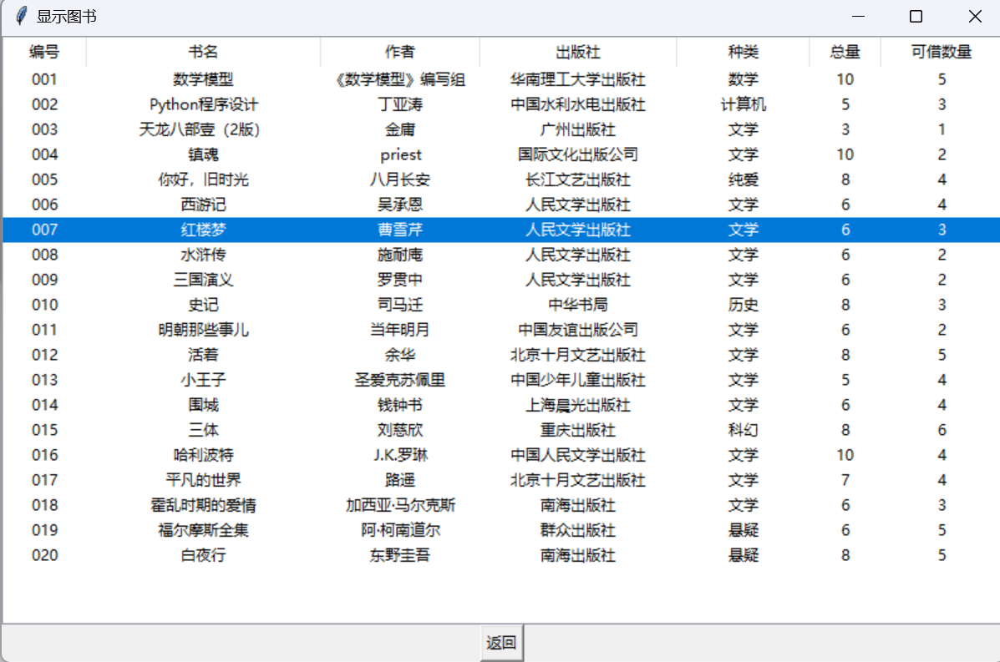 显示图书
编号 书名 作者 出版社 种类 总量 可借数量
001 数学模型 《数学模型》编写组 华南理工大学出版社 数学 10 5
002 Python程序设计 丁亚涛 中国水利水电出版社 计算机 5 3
003 天龙八部壹（2版） 金庸 广州出版社 文学 3 1
004 镇魂 priest 国际文化出版公司 文学 10 2
005 你好，旧时光 八月长安 长江文艺出版社 纯爱 8 4
006 西游记 吴承恩 人民文学出版社 文学 6 4
007 红楼梦 曹雪芹 人民文学出版社 文学 6 3
008 水浒传 施耐庵 人民文学出版社 文学 6 2
009 三国演义 罗贯中 人民文学出版社 文学 6 2
010 史记 司马迁 中华书局 历史 8 3
011 明朝那些事儿 当年明月 中国友谊出版公司 文学 6 2
012 活着 余华 北京十月文艺出版社 文学 8 5
013 小王子 圣爱克苏佩里 中国少年儿童出版社 文学 5 4
014 围城 钱钟书 上海晨光出版社 文学 6 4
015 三体 刘慈欣 重庆出版社 科幻 8 6
016 哈利波特 J.K.罗琳 中国人民文学出版社 文学 10 4
017 平凡的世界 路遥 北京十月文艺出版社 文学 7 4
018 霍乱时期的爱情 加西亚·马尔克斯 南海出版社 文学 6 3
019 福尔摩斯全集 阿·柯南道尔 群众出版社 悬疑 6 5
020 白夜行 东野圭吾 南海出版社 悬疑 8 5
返回